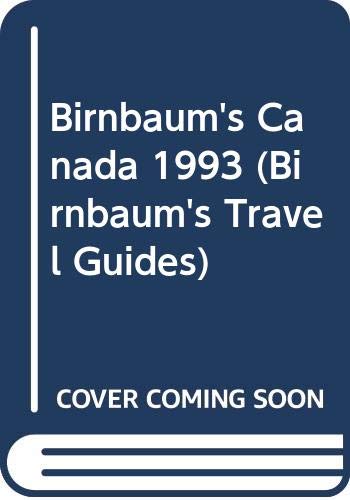 Birnbaum's Ca
nada 1993 (Bi
rnbaum's Trave
l Guides)
COVER COMING SOON